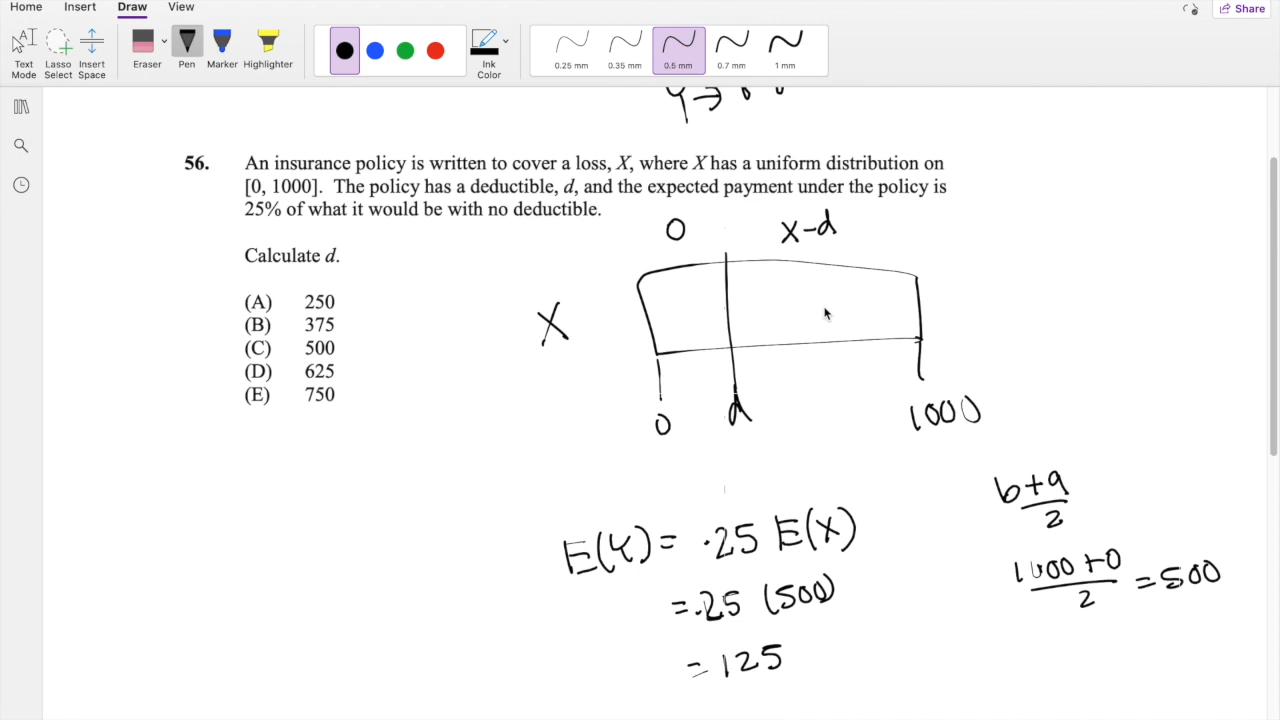 Home Insert Draw View Share
Text Mode
Lasso Select
Insert Space
Eraser
Pen
Marker
Highlighter
Ink Color
0.25 mm
0.35 mm
0.5 mm
0.7 mm
1 mm
56. An insurance policy is written to cover a loss, X, where X has a uniform distribution on
[0, 1000]. The policy has a deductible, d, and the expected payment under the policy is
25% of what it would be with no deductible.
0 x-d
Calculate d.
(A) 250
(B) 375
(C) 500
(D) 625
(E) 750
X
0 d 1000
b+a
2
E(Y) = .25 E(X)
1000 + 0
2
= 500
= .25 (500)
= 125